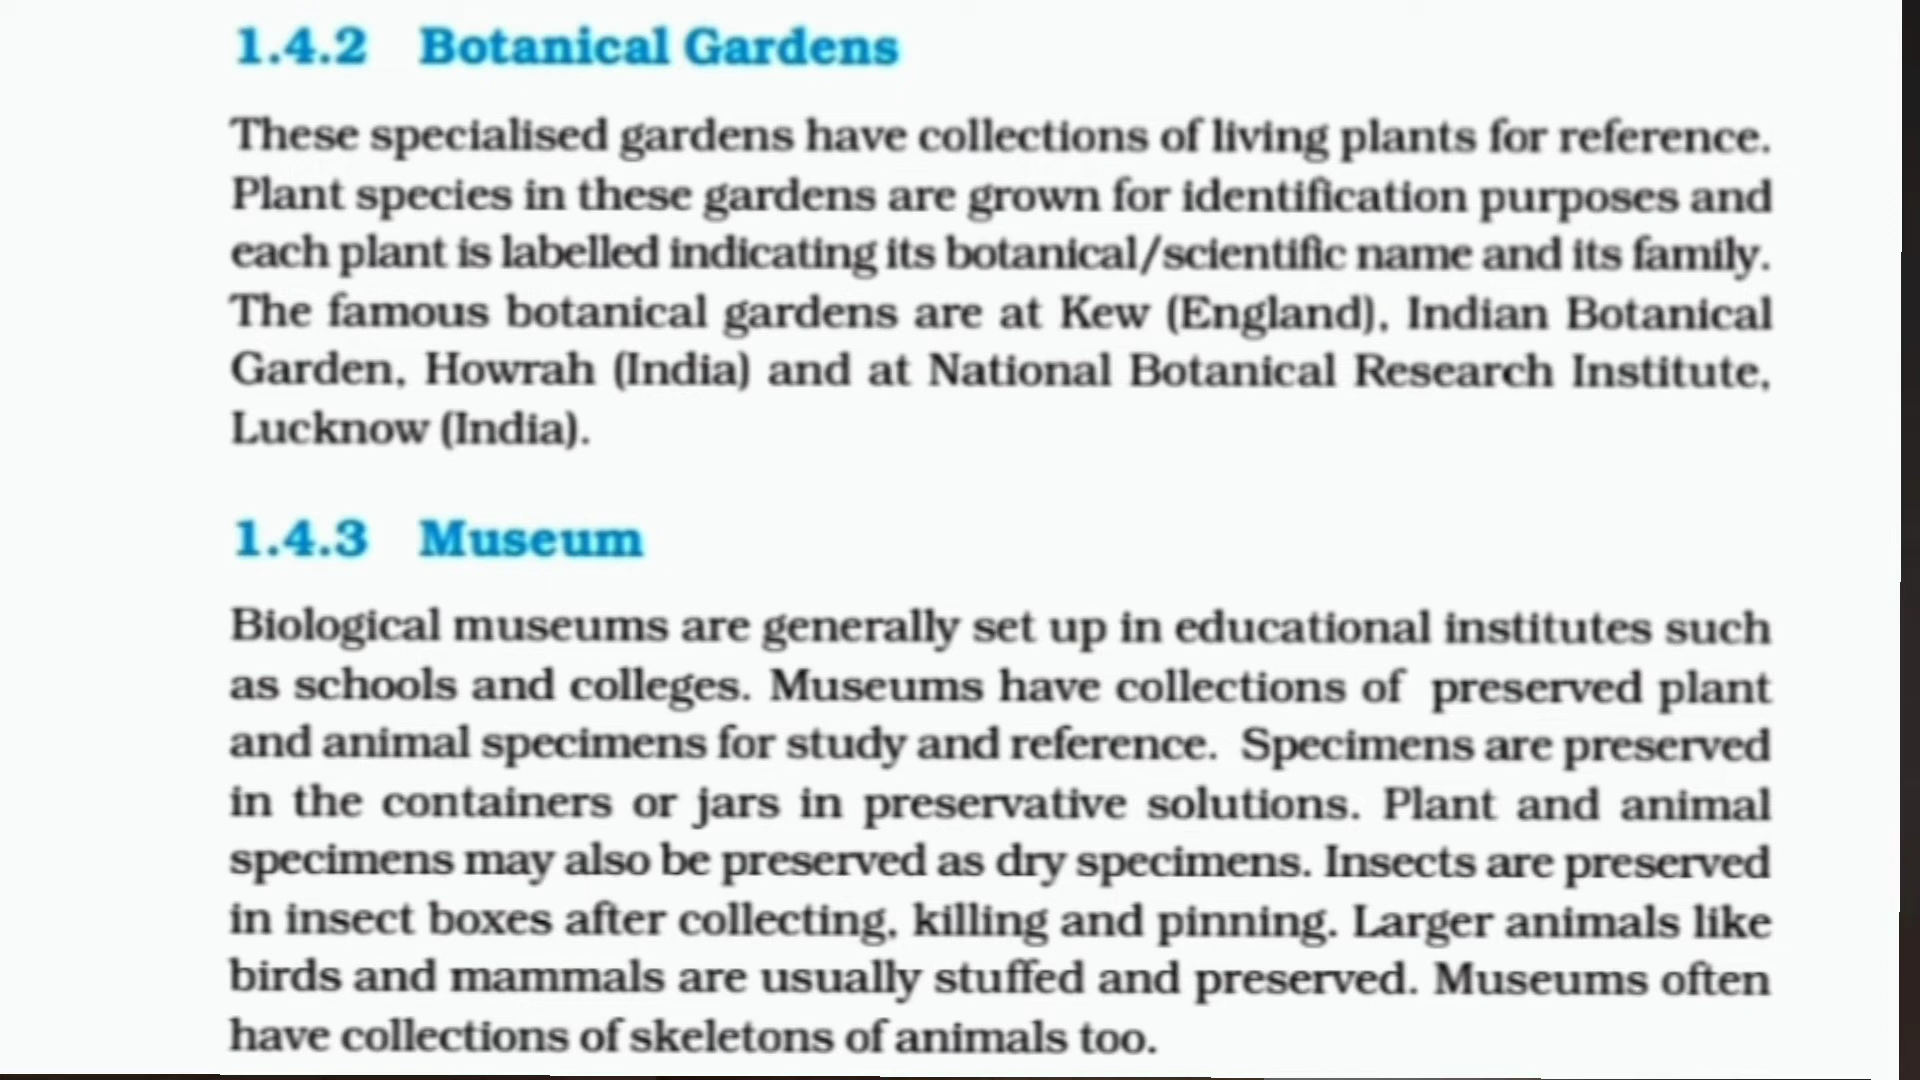 1.4.2 Botanical Gardens
These specialised gardens have collections of living plants for reference.
Plant species in these gardens are grown for identification purposes and
each plant is labelled indicating its botanical/scientific name and its family.
The famous botanical gardens are at Kew (England), Indian Botanical
Garden, Howrah (India) and at National Botanical Research Institute,
Lucknow (India).
1.4.3 Museum
Biological museums are generally set up in educational institutes such
as schools and colleges. Museums have collections of preserved plant
and animal specimens for study and reference. Specimens are preserved
in the containers or jars in preservative solutions. Plant and animal
specimens may also be preserved as dry specimens. Insects are preserved
in insect boxes after collecting, killing and pinning. Larger animals like
birds and mammals are usually stuffed and preserved. Museums often
have collections of skeletons of animals too.